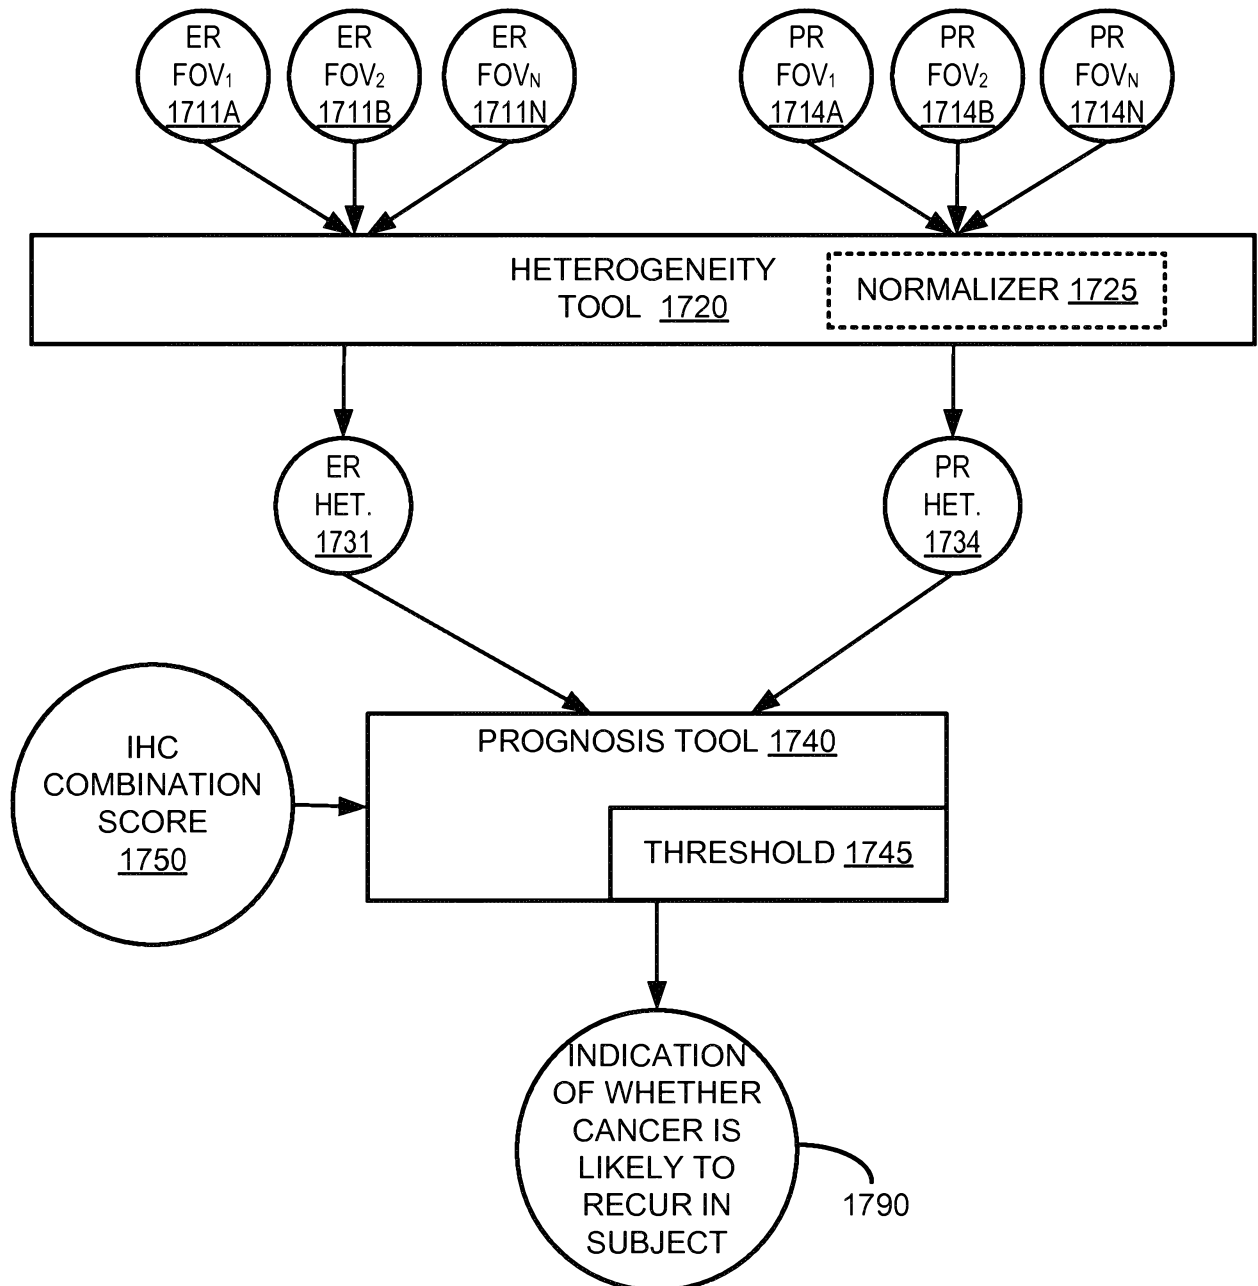 ER
FOV₁
1711A
ER
FOV₂
1711B
ER
FOVN
1711N
PR
FOV₁
1714A
PR
FOV₂
1714B
PR
FOVN
1714N
HETEROGENEITY
TOOL 1720
NORMALIZER 1725
ER
HET.
1731
PR
HET.
1734
IHC
COMBINATION
SCORE
1750
PROGNOSIS TOOL 1740
THRESHOLD 1745
INDICATION
OF WHETHER
CANCER IS
LIKELY TO
RECUR IN
SUBJECT
1790